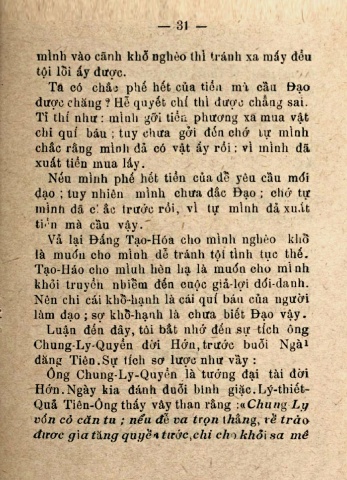 — 31 —
mình vào cãnh khổ nghèo thì tránh xa mấy đều
tội lỗi ấy được.
Ta có chắc phế hết của tiền mà cầu Đạo
được chăng ? Hễ quyết chí thì được chẳng sai.
Tỉ thí như : mình gởi tiền phương xa mua vật
chi quí báu ; tuy chưa gởi đến chớ tự mình
chắc rằng mình đã có vật ấy rồi : vì mình đã
xuất tiền mua lấy.
Nếu mình phế hết tiền của để yêu cầu mối
đạo ; tuy nhiên mình chưa đắc Đạo ; chớ tự
mình đã c ắc trước rồi, vì tự mình đả xuất
tiền mà cầu vậy.
Vả lại Đấng Tạo-Hóa cho mình nghèo khổ
là muốn cho mình để tránh tội tình tục thế.
Tạo-Háo cho mình hèn hạ là muốn cho mình
khỏi truyền nhiểm đến cuộc giả-lợi đối-danh.
Nên chi cái khổ-hạnh là cái quí báu của người
làm đạo ; sợ khổ-hạnh là chưa biết Đạo vậy.
Luận đến đây, tôi bắt nhớ đến sự tích ông
Chung-Ly-Quyền đời Hớn, trước buổi Ngài
đăng Tiên. Sự tích sơ lược như vầy :
Ông Chung-Ly-Quyền là tướng đại tài đời
Hớn. Ngày kia đánh đuổi binh giặc. Lý-thiết-
Quả Tiên-Ông thấy vậy than rằng : «Chung Ly
vốn có căn tu ; nếu để va trọn thắng, về trào
được gia tăng quyền tước, chi cho khỏi sa mê